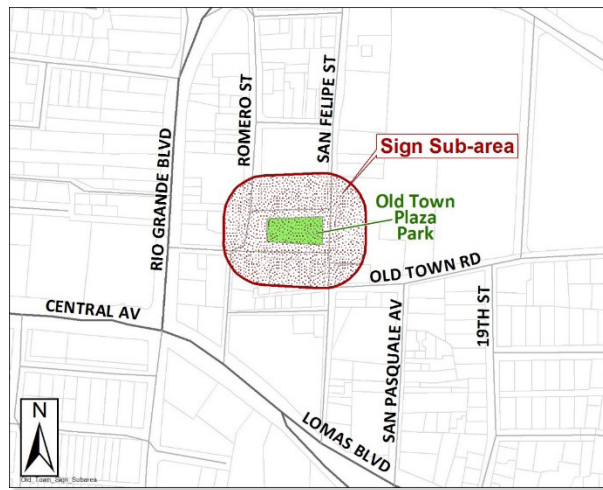 ROMERO ST
SAN FELIPE ST
Sign Sub-area
RIO GRANDE BLVD
Old Town
Plaza
Park
OLD TOWN RD
CENTRAL AV
SAN PASQUALE AV
19TH ST
LOMAS BLVD
N
Old_Town_Sign_Subarea